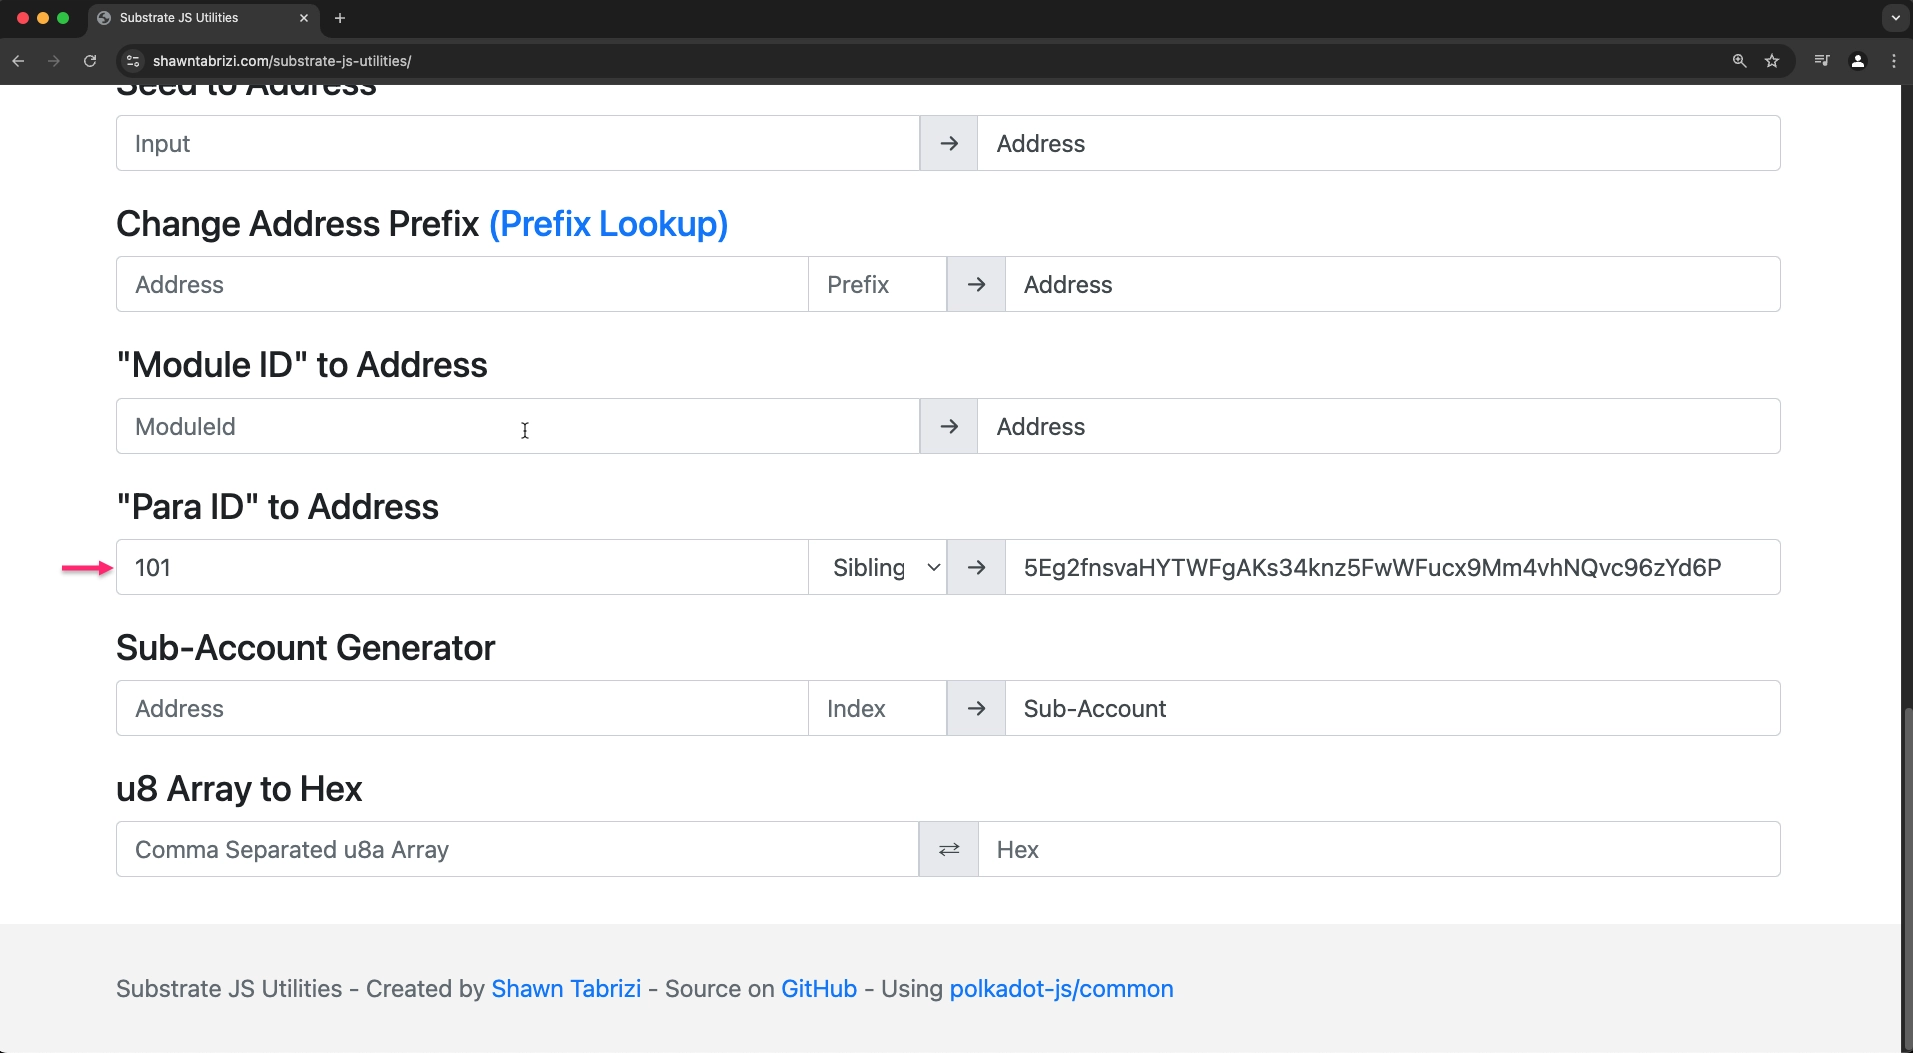 Substrate JS Utilities
shawntabrizi.com/substrate-js-utilities/
Seed to Address
Input → Address
Change Address Prefix (Prefix Lookup)
Address Prefix → Address
"Module ID" to Address
ModuleId → Address
"Para ID" to Address
101 Sibling → 5Eg2fnsvaHYTWFgAKs34knz5FwWFucx9Mm4vhNQvc96zYd6P
Sub-Account Generator
Address Index → Sub-Account
u8 Array to Hex
Comma Separated u8a Array ⇄ Hex
Substrate JS Utilities - Created by Shawn Tabrizi - Source on GitHub - Using polkadot-js/common